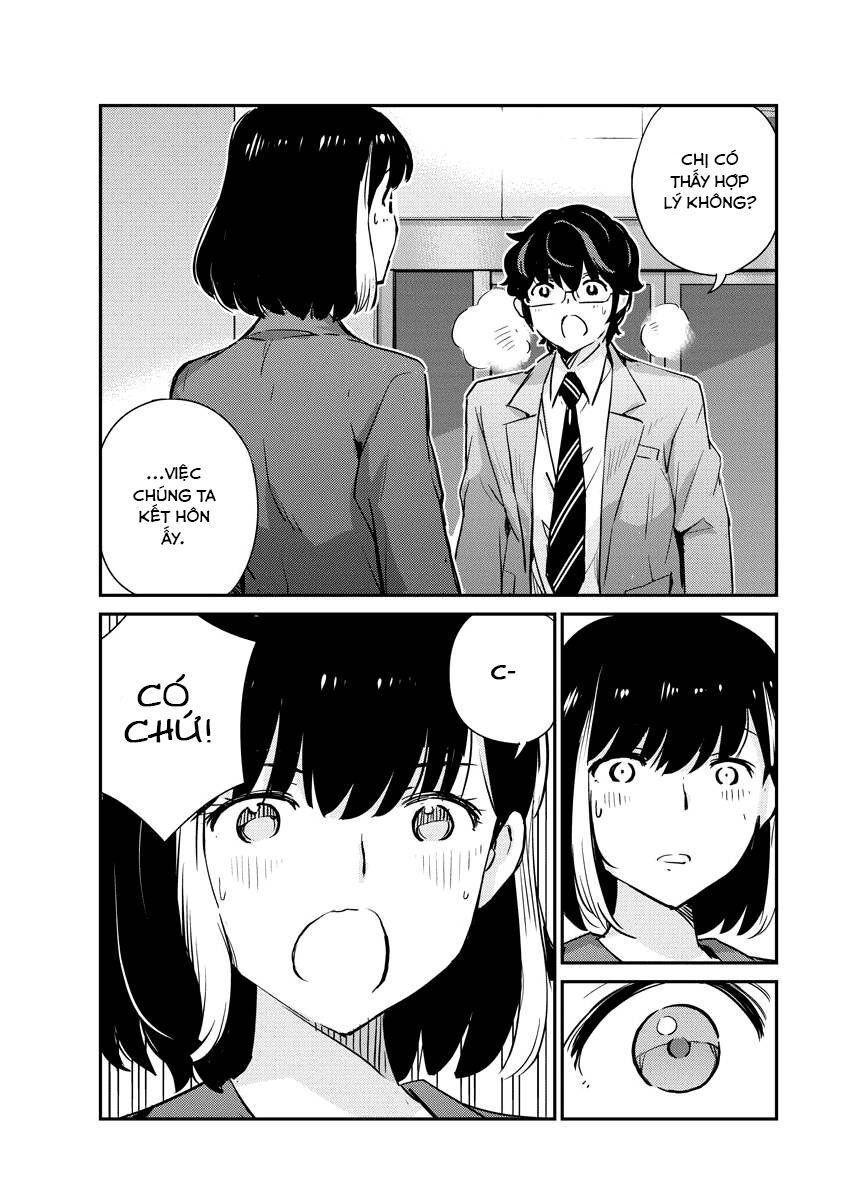 CHỊ CÓ
THẤY HỢP
LÝ KHÔNG?
...VIỆC
CHÚNG TA
KẾT HÔN
ẤY.
C-
CÓ
CHỨ!